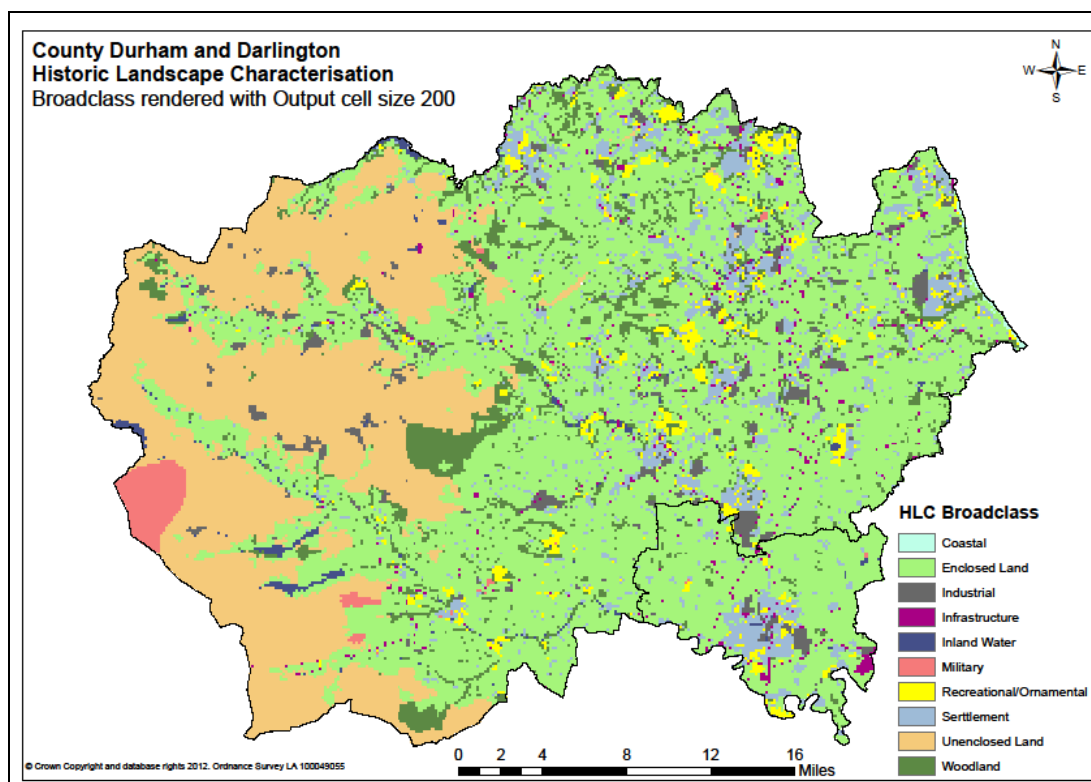 County Durham and Darlington
Historic Landscape Characterisation
Broadclass rendered with Output cell size 200
N
W E
S
HLC Broadclass
Coastal
Enclosed Land
Industrial
Infrastructure
Inland Water
Military
Recreational/Ornamental
Serttlement
Unenclosed Land
Woodland
0 2 4 8 12 16
Miles
© Crown Copyright and database rights 2012. Ordnance Survey LA 100049055